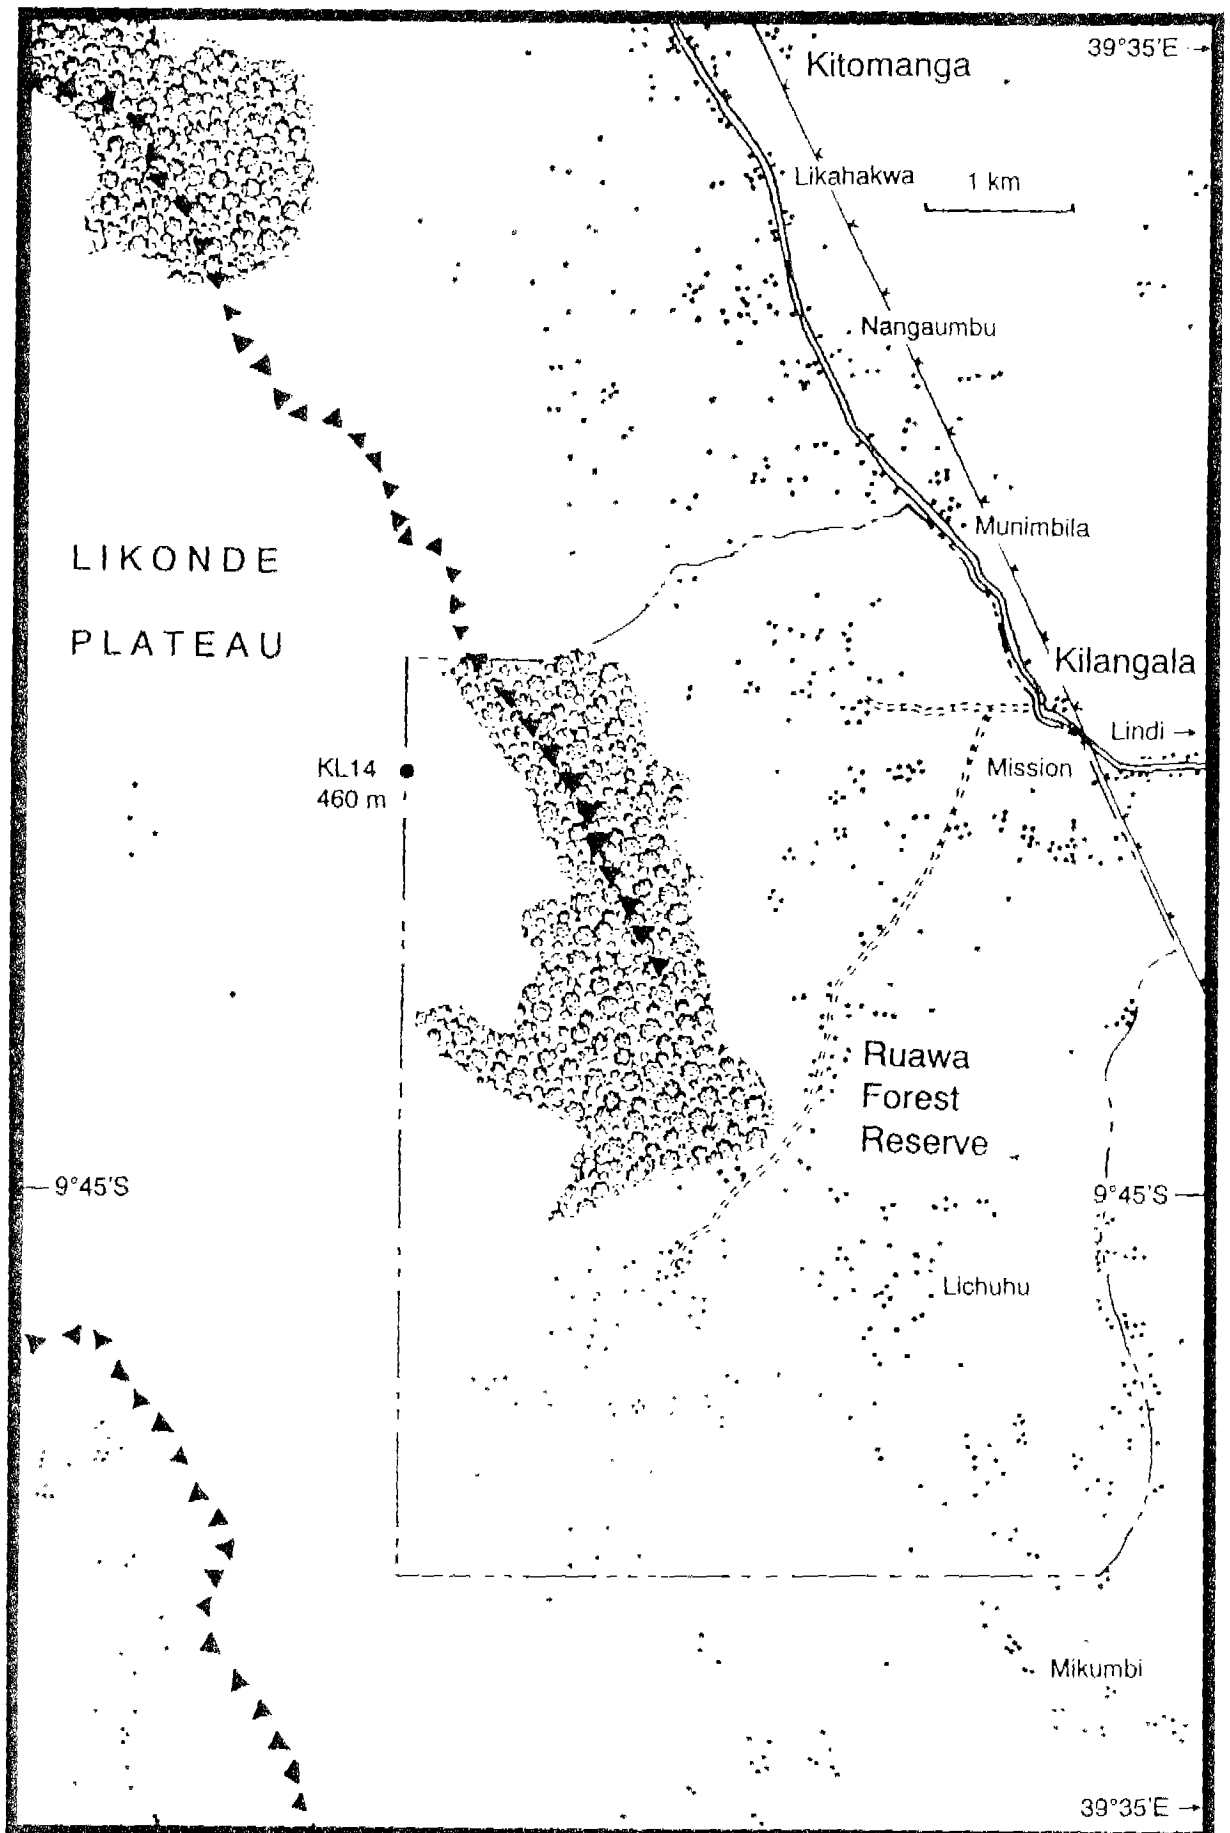 39°35'E →
Kitomanga
Likahakwa
1 km
Nangaumbu
Munimbila
LIKONDE
PLATEAU
Kilangala
Lindi →
KL14
460 m
Mission
Ruawa
Forest
Reserve
9°45'S
9°45'S
Lichuhu
Mikumbi
39°35'E →